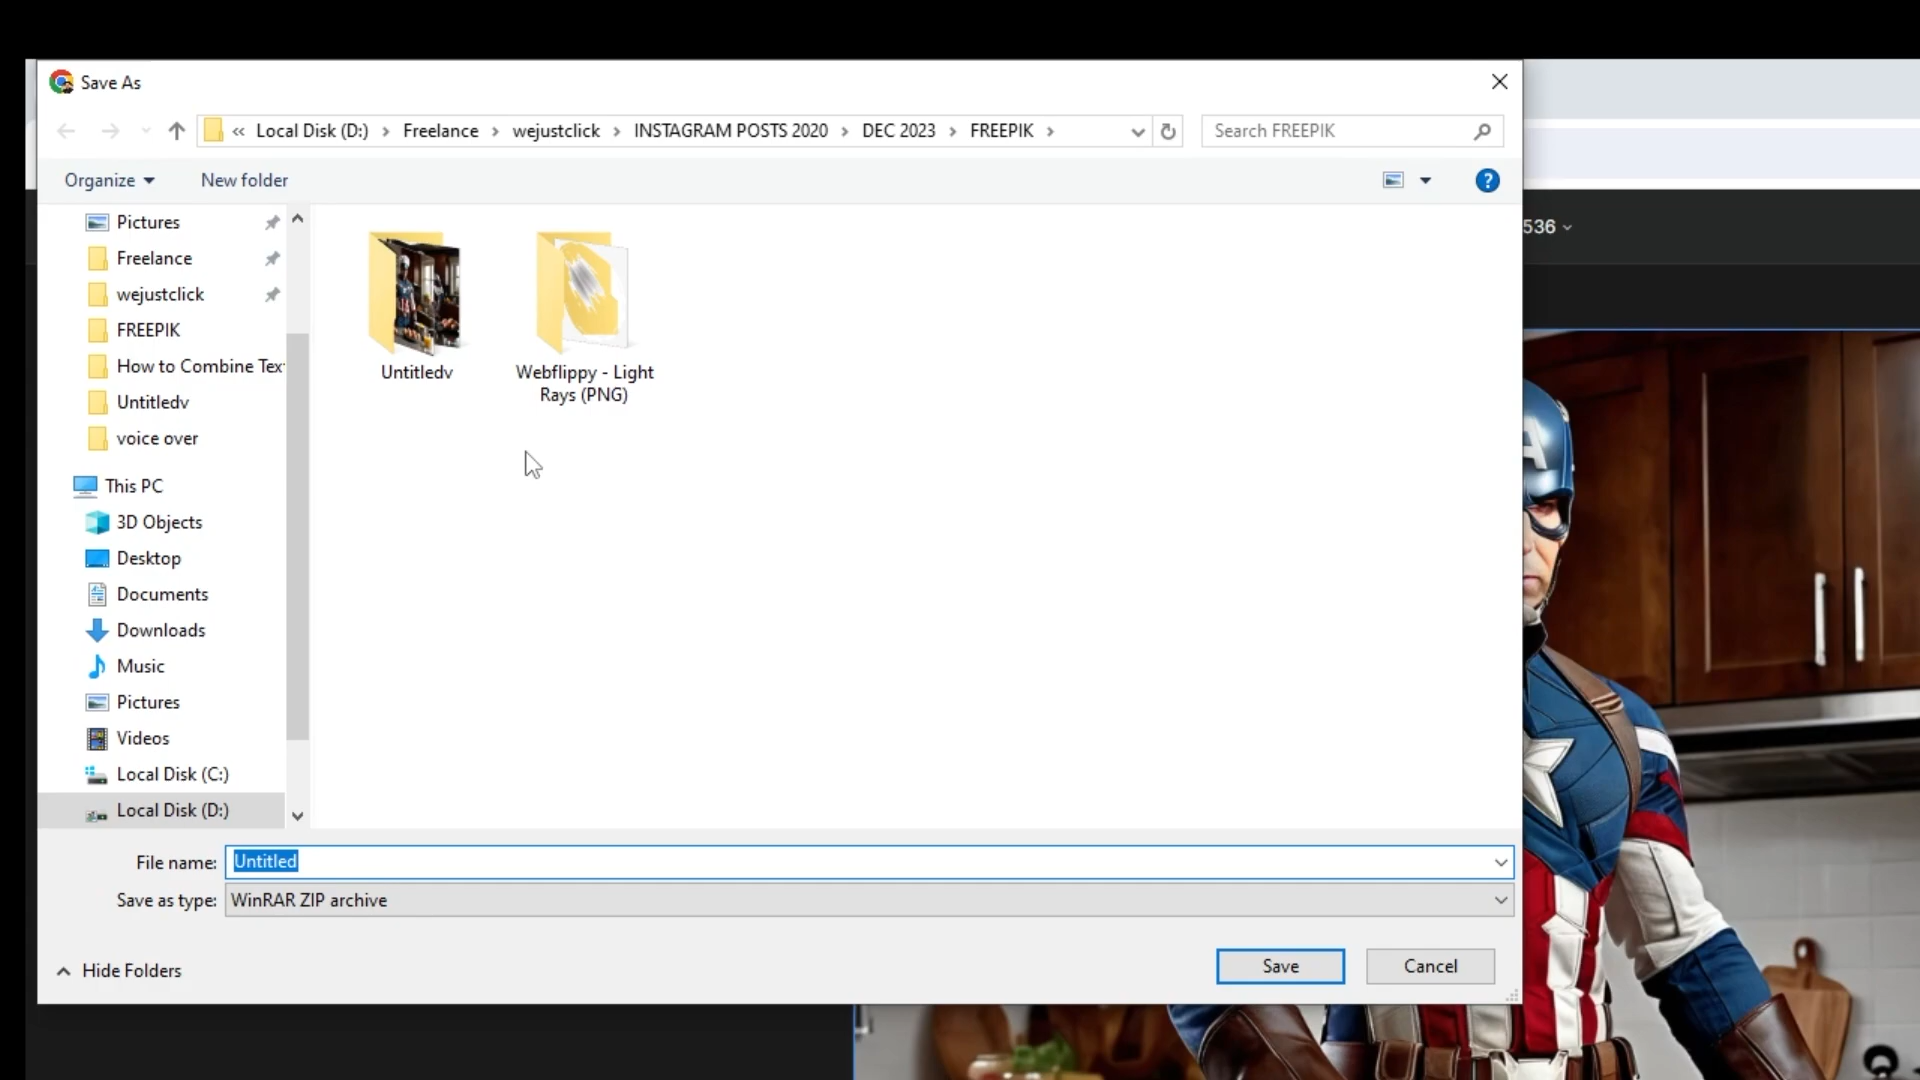 Save As
« Local Disk (D:) › Freelance › wejustclick › INSTAGRAM POSTS 2020 › DEC 2023 › FREEPIK ›
Search FREEPIK
Organize
New folder
?
536
Pictures
Freelance
wejustclick
FREEPIK
How to Combine Tex
Untitledv
voice over
This PC
3D Objects
Desktop
Documents
Downloads
Music
Pictures
Videos
Local Disk (C:)
Local Disk (D:)
Untitledv
Webflippy - Light
Rays (PNG)
A
File name: Untitled
Save as type: WinRAR ZIP archive
Hide Folders
Save
Cancel